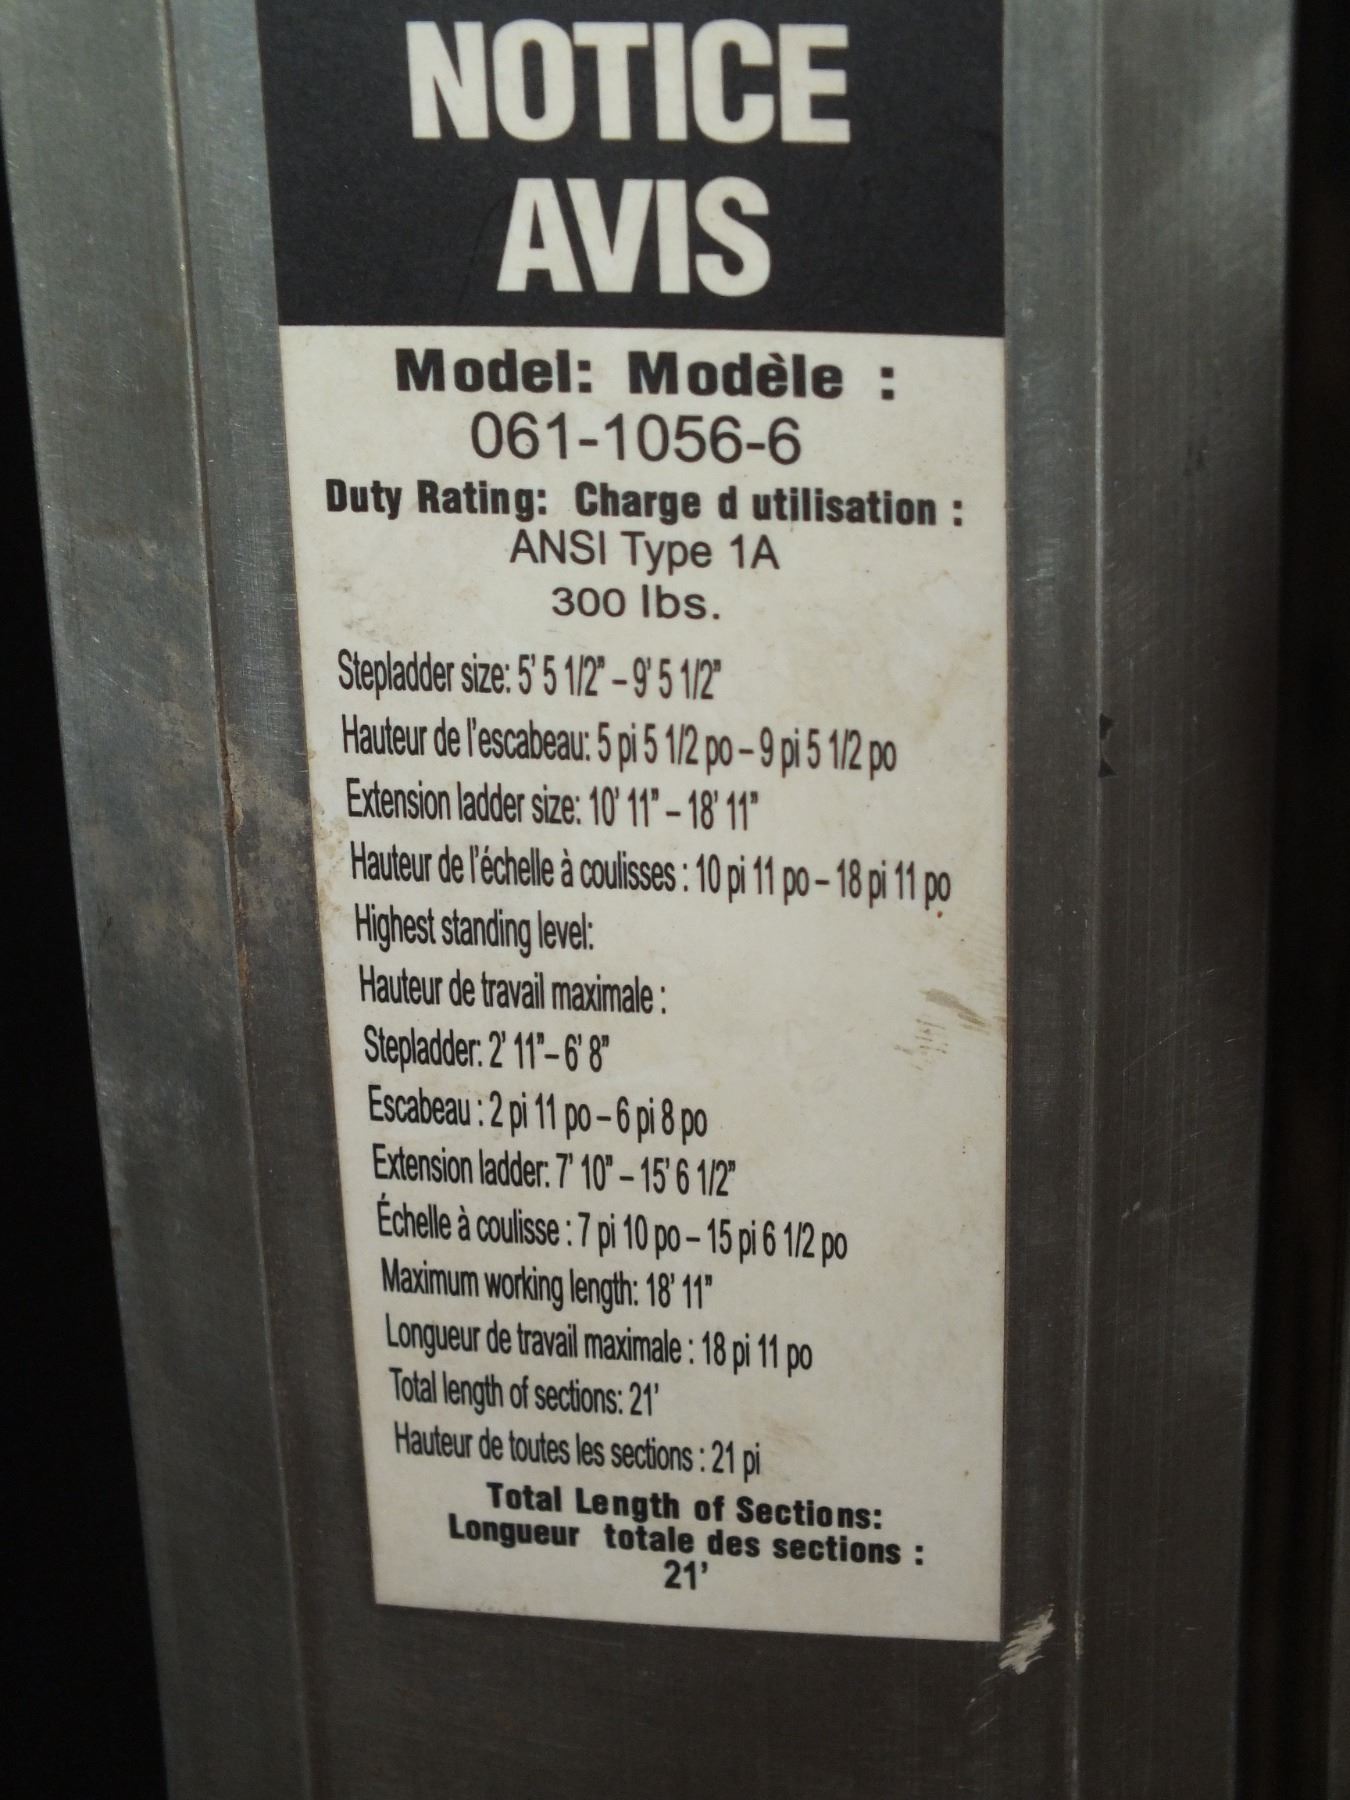 NOTICE
AVIS
Model: Modèle :
061-1056-6
Duty Rating: Charge d utilisation :
ANSI Type 1A
300 lbs.
Stepladder size: 5' 5 1/2" – 9' 5 1/2"
Hauteur de l'escabeau: 5 pi 5 1/2 po – 9 pi 5 1/2 po
Extension ladder size: 10' 11" – 18' 11"
Hauteur de l'échelle à coulisses : 10 pi 11 po – 18 pi 11 po
Highest standing level:
Hauteur de travail maximale :
Stepladder: 2' 11"– 6' 8"
Escabeau : 2 pi 11 po – 6 pi 8 po
Extension ladder: 7' 10" – 15' 6 1/2"
Échelle à coulisse : 7 pi 10 po – 15 pi 6 1/2 po
Maximum working length: 18' 11"
Longueur de travail maximale : 18 pi 11 po
Total length of sections: 21'
Hauteur de toutes les sections : 21 pi
Total Length of Sections:
Longueur totale des sections :
21'